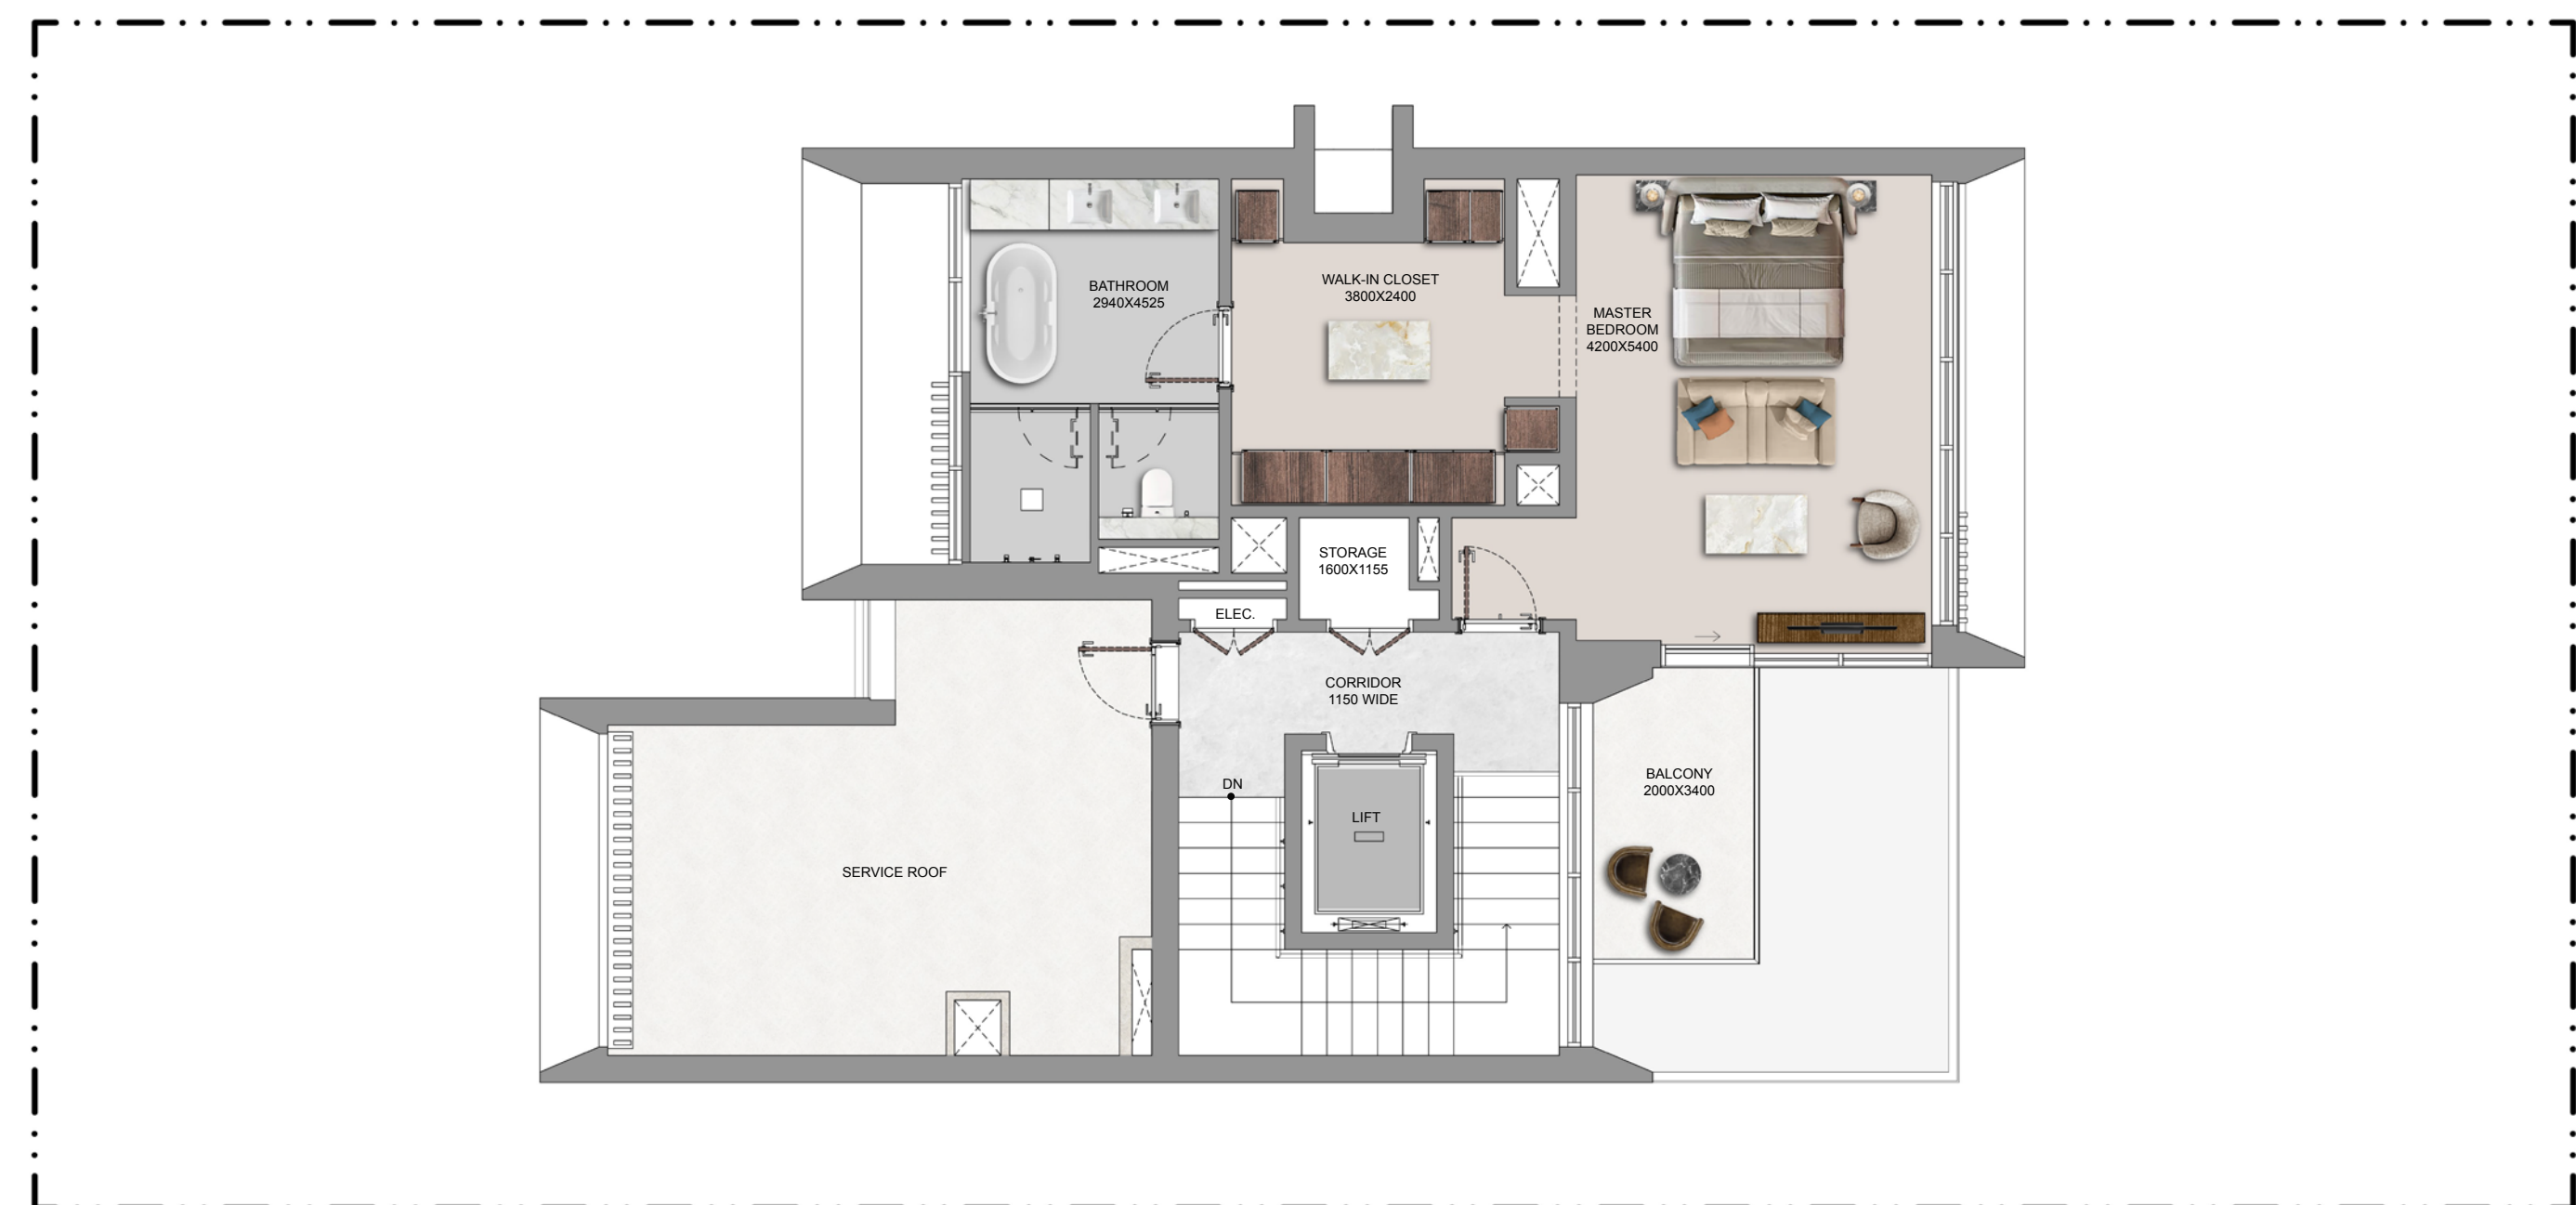 BATHROOM
2940X4525
WALK-IN CLOSET
3800X2400
MASTER
BEDROOM
4200X5400
STORAGE
1600X1155
ELEC.
CORRIDOR
1150 WIDE
DN
LIFT
BALCONY
2000X3400
SERVICE ROOF